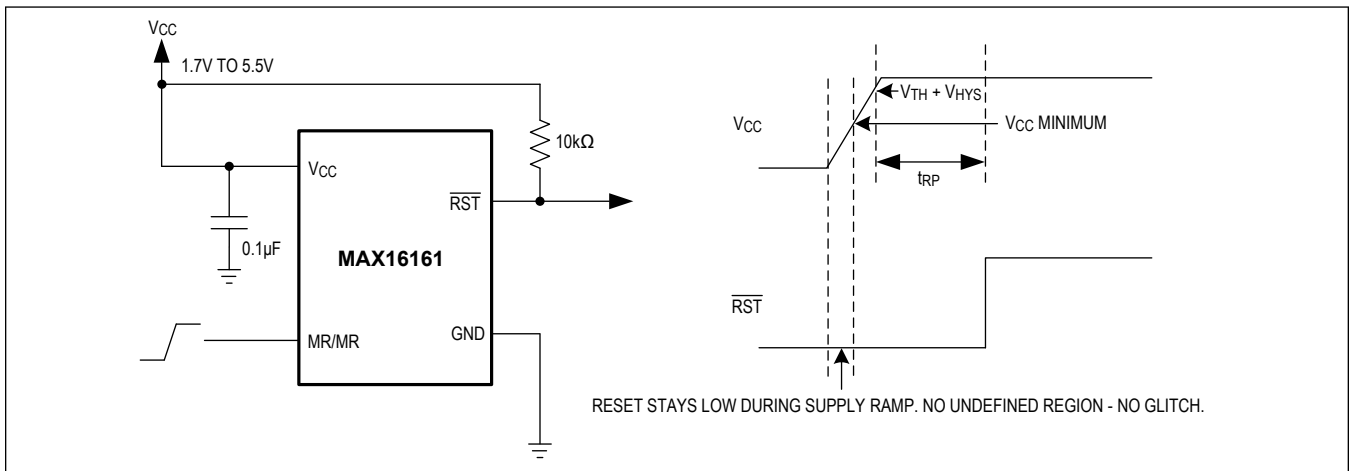 VCC
1.7V TO 5.5V
10kΩ
VCC
RST
0.1µF
MAX16161
MR/MR
GND
VTH + VHYS
VCC
VCC MINIMUM
tRP
RST
RESET STAYS LOW DURING SUPPLY RAMP. NO UNDEFINED REGION - NO GLITCH.